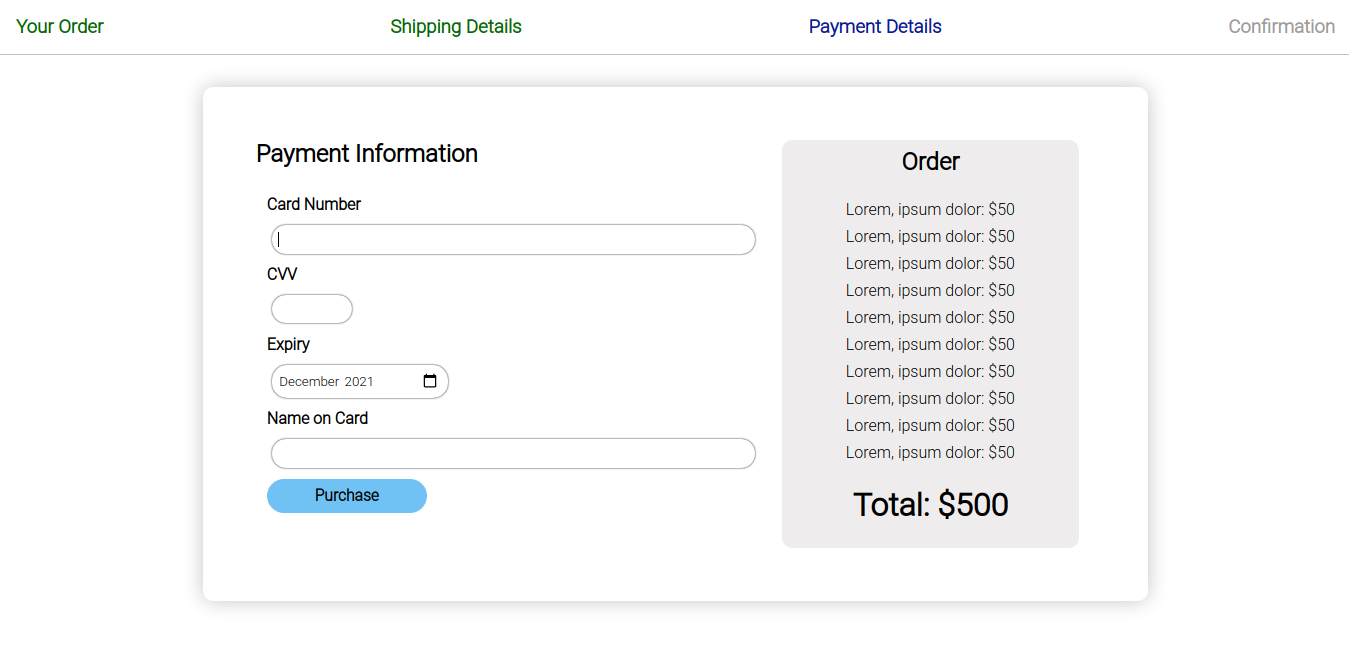 Your Order
Shipping Details
Payment Details
Confirmation
Payment Information
Card Number
CVV
Expiry
December 2021
Name on Card
Purchase
Order
Lorem, ipsum dolor: $50
Lorem, ipsum dolor: $50
Lorem, ipsum dolor: $50
Lorem, ipsum dolor: $50
Lorem, ipsum dolor: $50
Lorem, ipsum dolor: $50
Lorem, ipsum dolor: $50
Lorem, ipsum dolor: $50
Lorem, ipsum dolor: $50
Lorem, ipsum dolor: $50
Total: $500